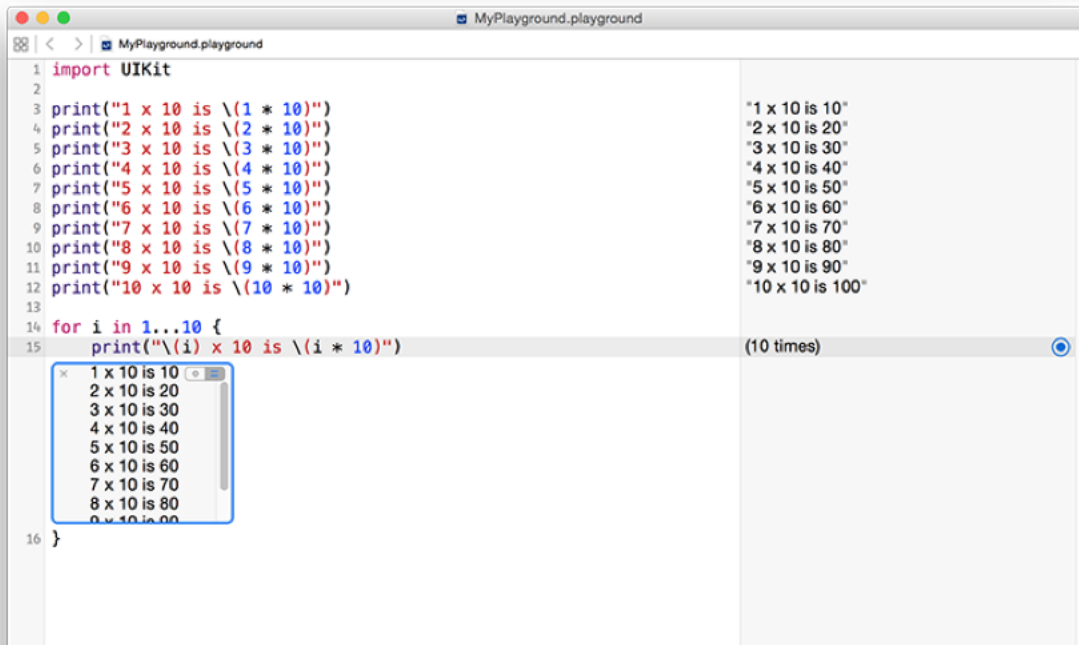 MyPlayground.playground
MyPlayground.playground
1 import UIKit
2
3 print("1 x 10 is \(1 * 10)") "1 x 10 is 10"
4 print("2 x 10 is \(2 * 10)") "2 x 10 is 20"
5 print("3 x 10 is \(3 * 10)") "3 x 10 is 30"
6 print("4 x 10 is \(4 * 10)") "4 x 10 is 40"
7 print("5 x 10 is \(5 * 10)") "5 x 10 is 50"
8 print("6 x 10 is \(6 * 10)") "6 x 10 is 60"
9 print("7 x 10 is \(7 * 10)") "7 x 10 is 70"
10 print("8 x 10 is \(8 * 10)") "8 x 10 is 80"
11 print("9 x 10 is \(9 * 10)") "9 x 10 is 90"
12 print("10 x 10 is \(10 * 10)") "10 x 10 is 100"
13
14 for i in 1...10 {
15 print("\(i) x 10 is \(i * 10)") (10 times)
1 x 10 is 10
2 x 10 is 20
3 x 10 is 30
4 x 10 is 40
5 x 10 is 50
6 x 10 is 60
7 x 10 is 70
8 x 10 is 80
9 x 10 is 90
16 }